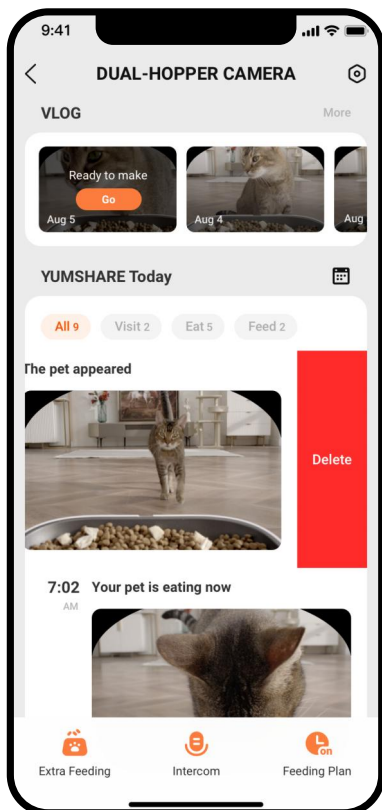 9:41
DUAL-HOPPER CAMERA
VLOG More
Ready to make
Go
Aug 5 Aug 4 Aug
YUMSHARE Today
All 9 Visit 2 Eat 5 Feed 2
The pet appeared
Delete
7:02 Your pet is eating now
AM
on
Extra Feeding Intercom Feeding Plan